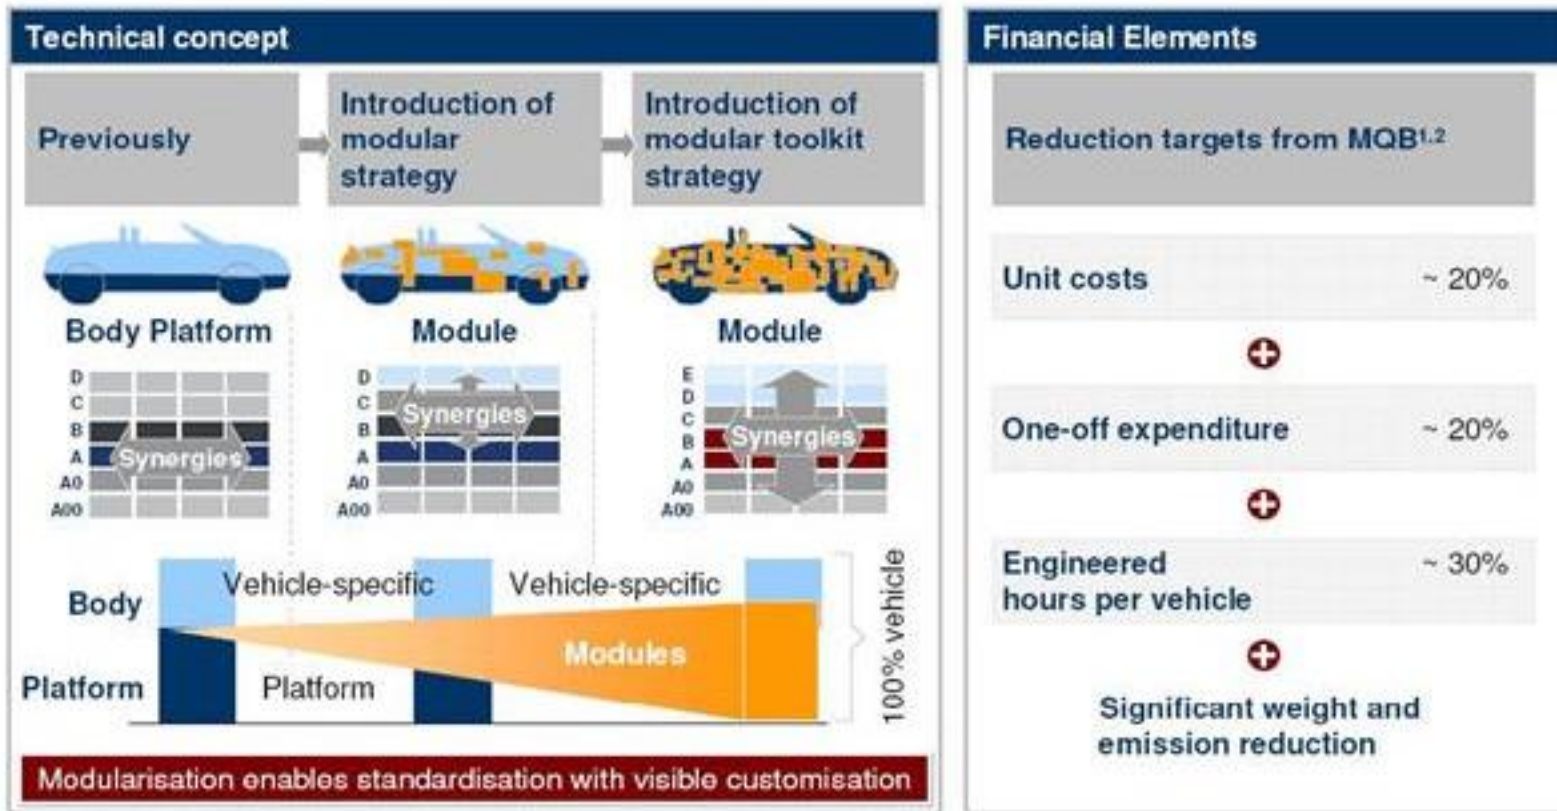 Technical concept
Previously
Introduction of
modular
strategy
Introduction of
modular toolkit
strategy
Body Platform
Module
Module
D
C
B
A
A0
A00
Synergies
D
C
B
A
A0
A00
Synergies
E
D
C
B
A
A0
A00
Synergies
Body
Platform
Vehicle-specific
Vehicle-specific
Platform
Modules
100% vehicle
Modularisation enables standardisation with visible customisation
Financial Elements
Reduction targets from MQB1,2
Unit costs ~ 20%
One-off expenditure ~ 20%
Engineered ~ 30%
hours per vehicle
Significant weight and
emission reduction